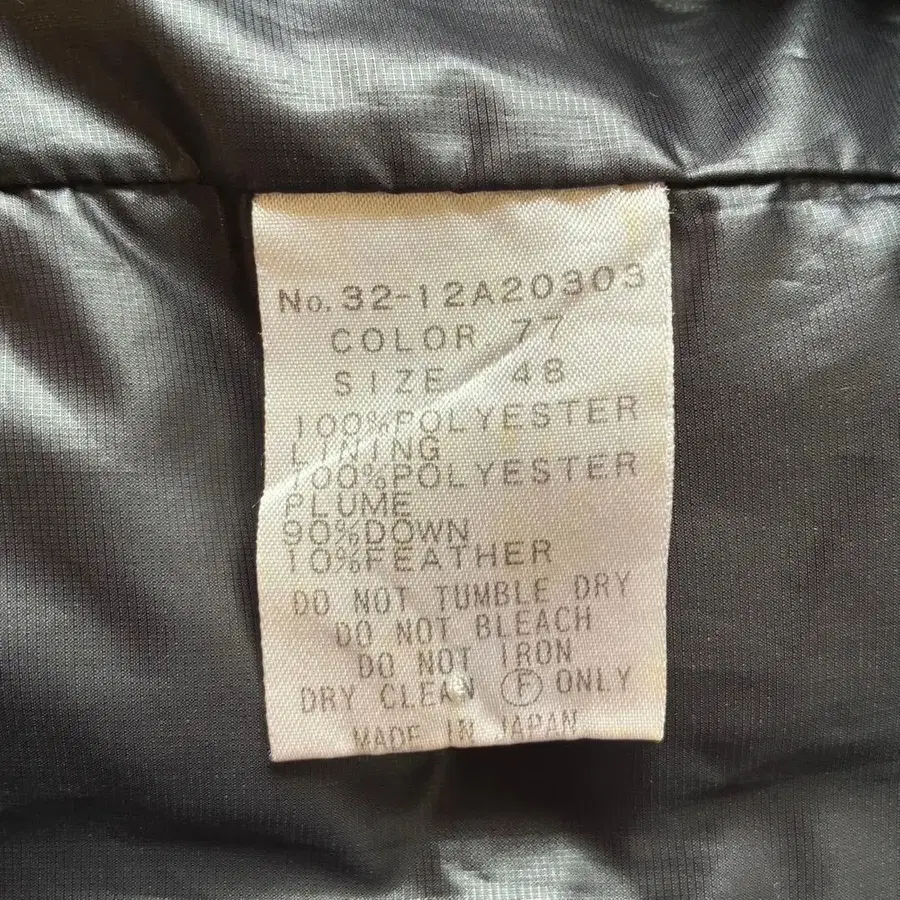 No. 32-12A20303
COLOR 77
SIZE 48
100%POLYESTER
LINING
100%POLYESTER
PLUME
90%DOWN
10%FEATHER
DO NOT TUMBLE DRY
DO NOT BLEACH
DO NOT IRON
DRY CLEAN Ⓕ ONLY
MADE IN JAPAN